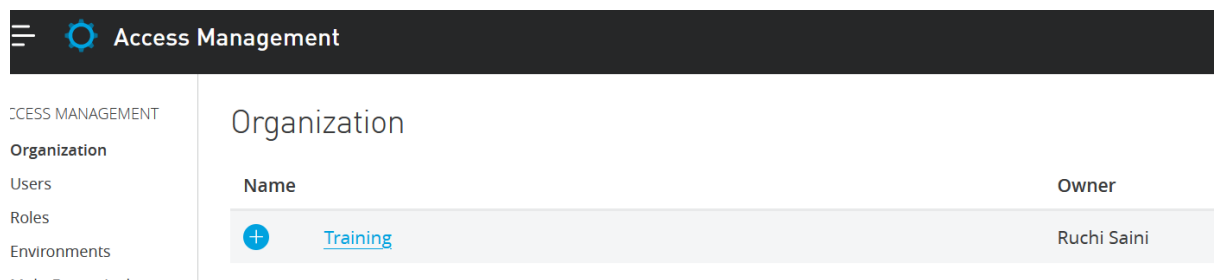 Access Management
CCESS MANAGEMENT
Organization
Users
Roles
Environments
Organization
Name Owner
Training Ruchi Saini